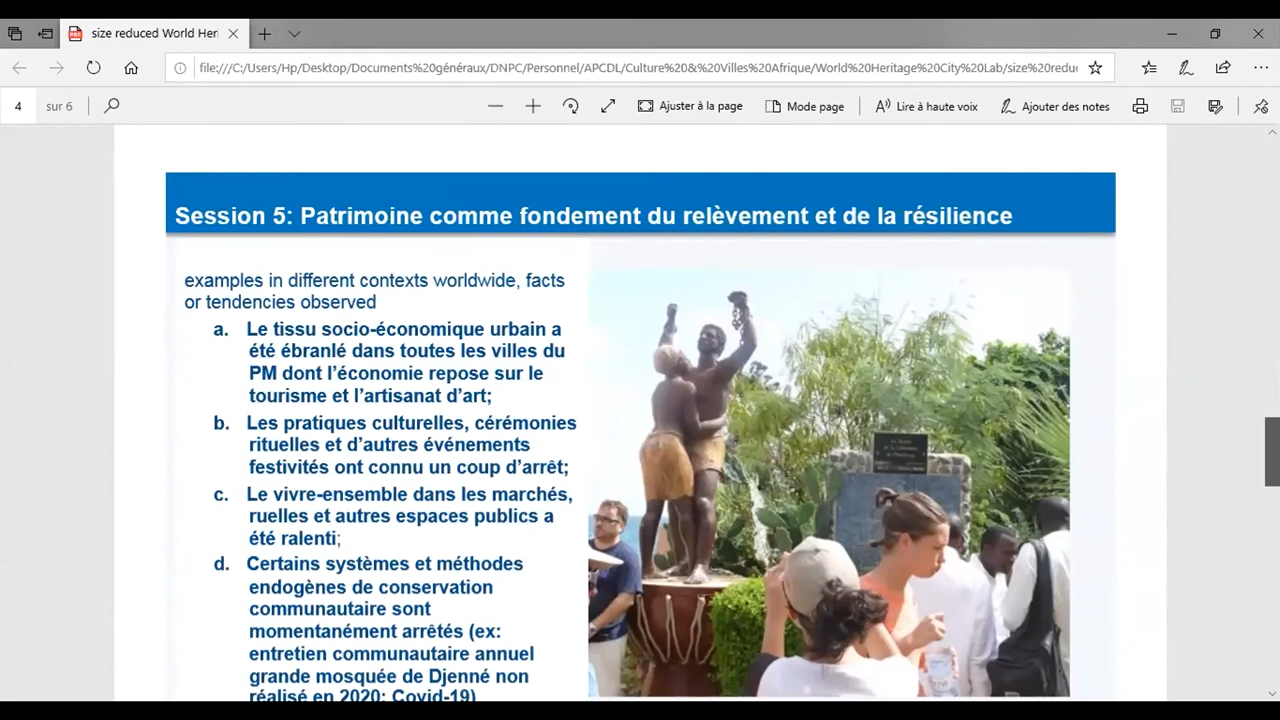 size reduced World Her
file:///C:/Users/Hp/Desktop/Documents%20généraux/DNPC/Personnel/APCDL/Culture%20&%20Villes%20Afrique/World%20Heritage%20City%20Lab/size%20reduc
4 sur 6
Ajuster à la page
Mode page
Lire à haute voix
Ajouter des notes
Session 5: Patrimoine comme fondement du relèvement et de la résilience
examples in different contexts worldwide, facts
or tendencies observed
a. Le tissu socio-économique urbain a
été ébranlé dans toutes les villes du
PM dont l'économie repose sur le
tourisme et l'artisanat d'art;
b. Les pratiques culturelles, cérémonies
rituelles et d'autres événements
festivités ont connu un coup d'arrêt;
c. Le vivre-ensemble dans les marchés,
ruelles et autres espaces publics a
été ralenti;
d. Certains systèmes et méthodes
endogènes de conservation
communautaire sont
momentanément arrêtés (ex:
entretien communautaire annuel
grande mosquée de Djenné non
réalisé en 2020: Covid-19)